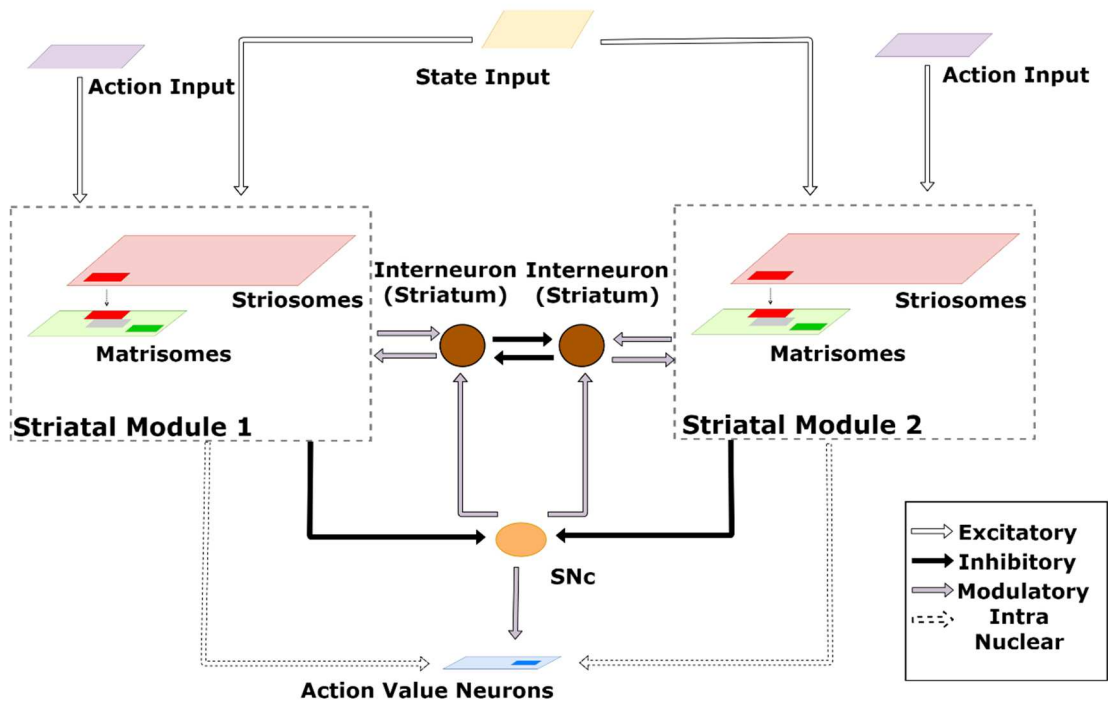 Action Input
State Input
Action Input
Interneuron
(Striatum)
Interneuron
(Striatum)
Striosomes
Matrisomes
Striatal Module 1
Striosomes
Matrisomes
Striatal Module 2
SNc
Action Value Neurons
Excitatory
Inhibitory
Modulatory
Intra
Nuclear